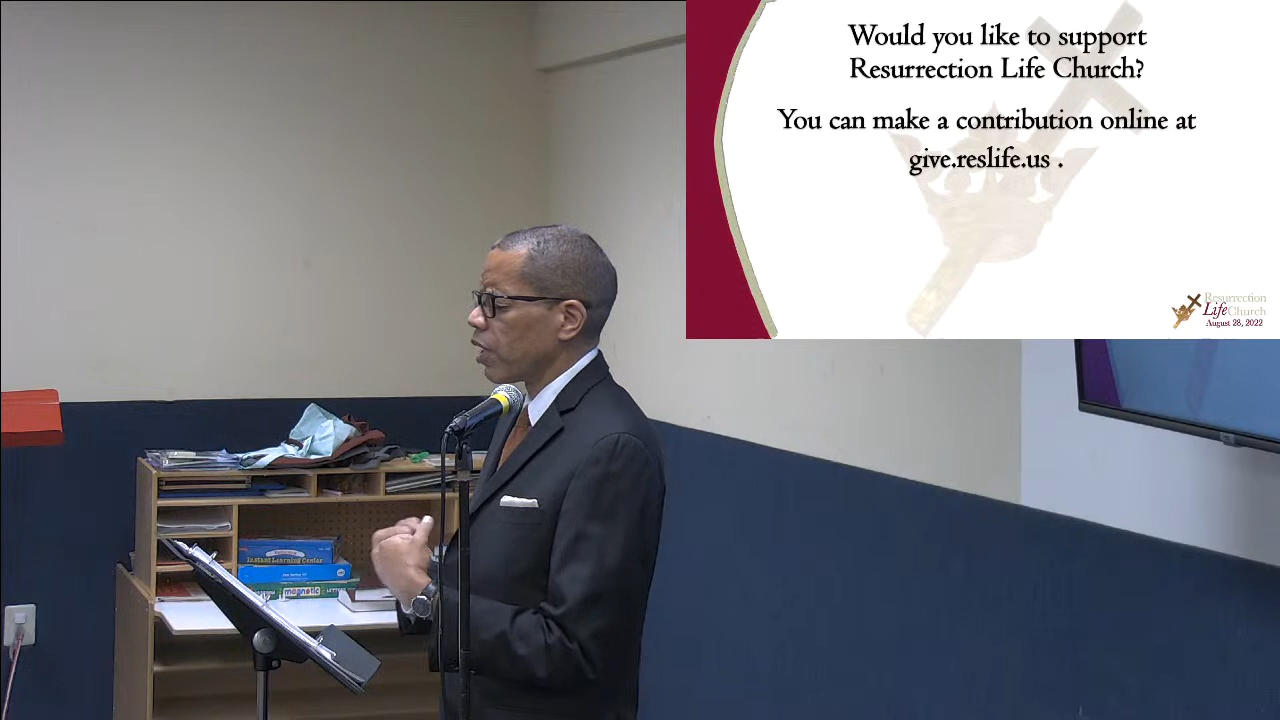 Would you like to support
Resurrection Life Church?
You can make a contribution online at
give.reslife.us .
Resurrection
Life Church
August 28, 2022
Instant Learning Center
magnetic